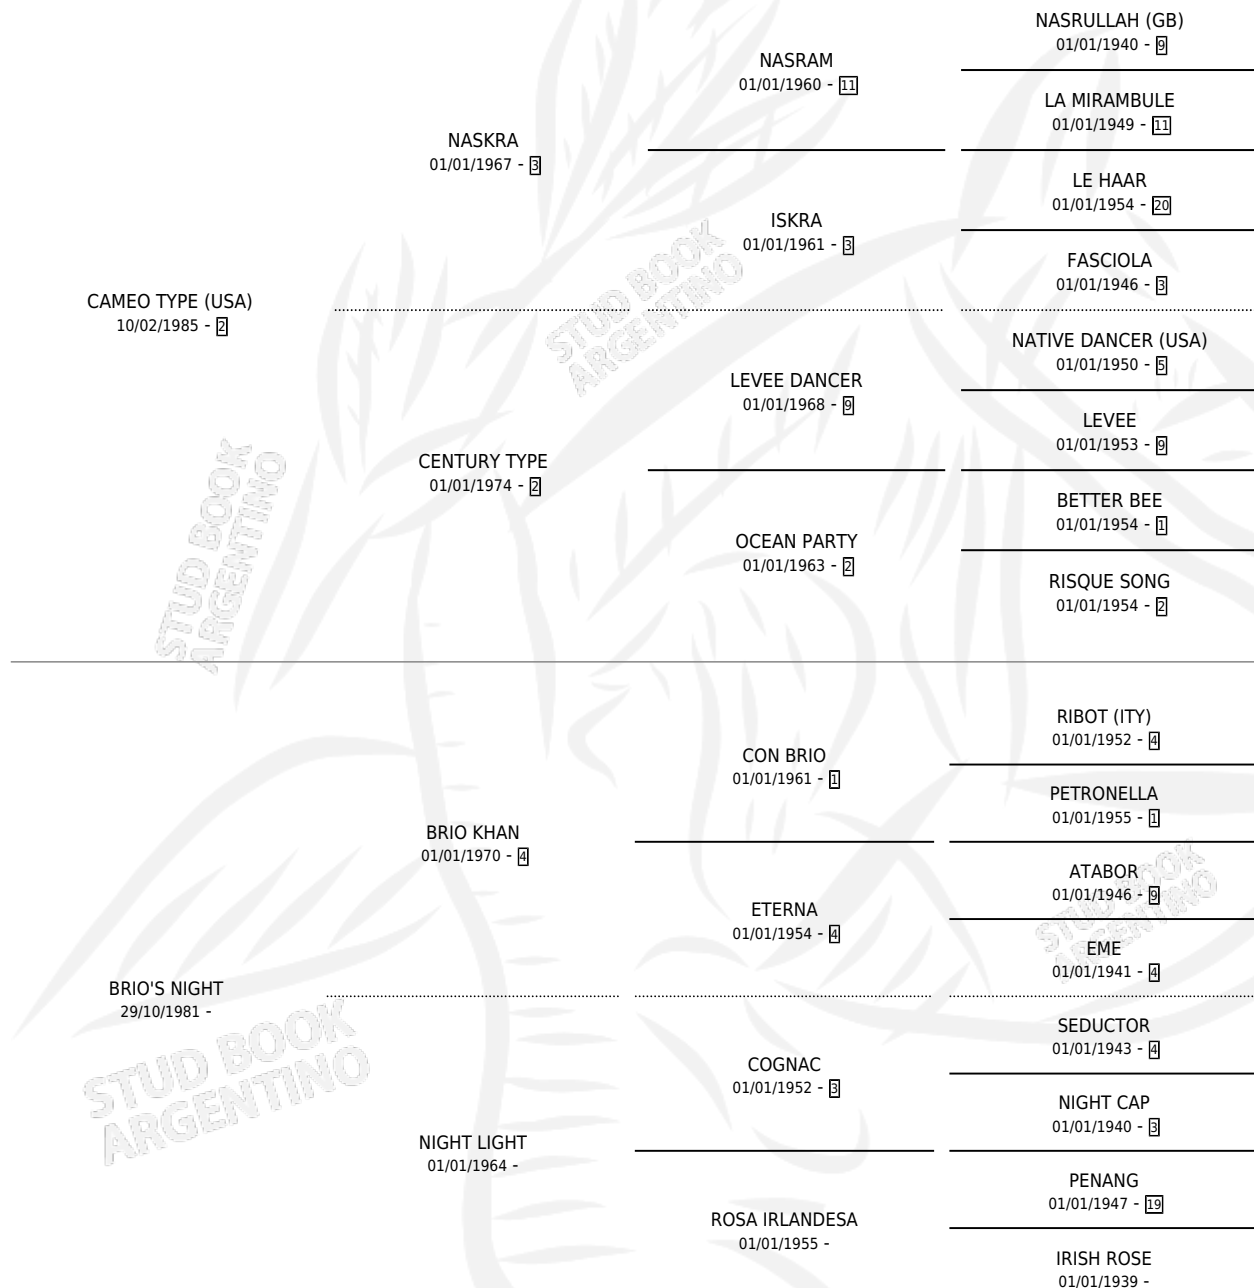 NASRULLAH (GB)
01/01/1940 - 9
NASRAM
01/01/1960 - 11
LA MIRAMBULE
01/01/1949 - 11
NASKRA
01/01/1967 - 3
LE HAAR
01/01/1954 - 20
ISKRA
01/01/1961 - 3
FASCIOLA
01/01/1946 - 3
CAMEO TYPE (USA)
10/02/1985 - 2
STUD BOOK
ARGENTINO
NATIVE DANCER (USA)
01/01/1950 - 5
LEVEE DANCER
01/01/1968 - 9
LEVEE
01/01/1953 - 9
CENTURY TYPE
01/01/1974 - 2
BETTER BEE
01/01/1954 - 1
OCEAN PARTY
01/01/1963 - 2
RISQUE SONG
01/01/1954 - 2
STUD BOOK
ARGENTINO
RIBOT (ITY)
01/01/1952 - 4
CON BRIO
01/01/1961 - 1
PETRONELLA
01/01/1955 - 1
BRIO KHAN
01/01/1970 - 4
ATABOR
01/01/1946 - 9
ETERNA
01/01/1954 - 4
EME
01/01/1941 - 4
STUD BOOK
ARGENTINO
BRIO'S NIGHT
29/10/1981 -
SEDUCTOR
01/01/1943 - 4
COGNAC
01/01/1952 - 3
NIGHT CAP
01/01/1940 - 3
STUD BOOK
ARGENTINO
NIGHT LIGHT
01/01/1964 -
PENANG
01/01/1947 - 19
ROSA IRLANDESA
01/01/1955 -
IRISH ROSE
01/01/1939 -